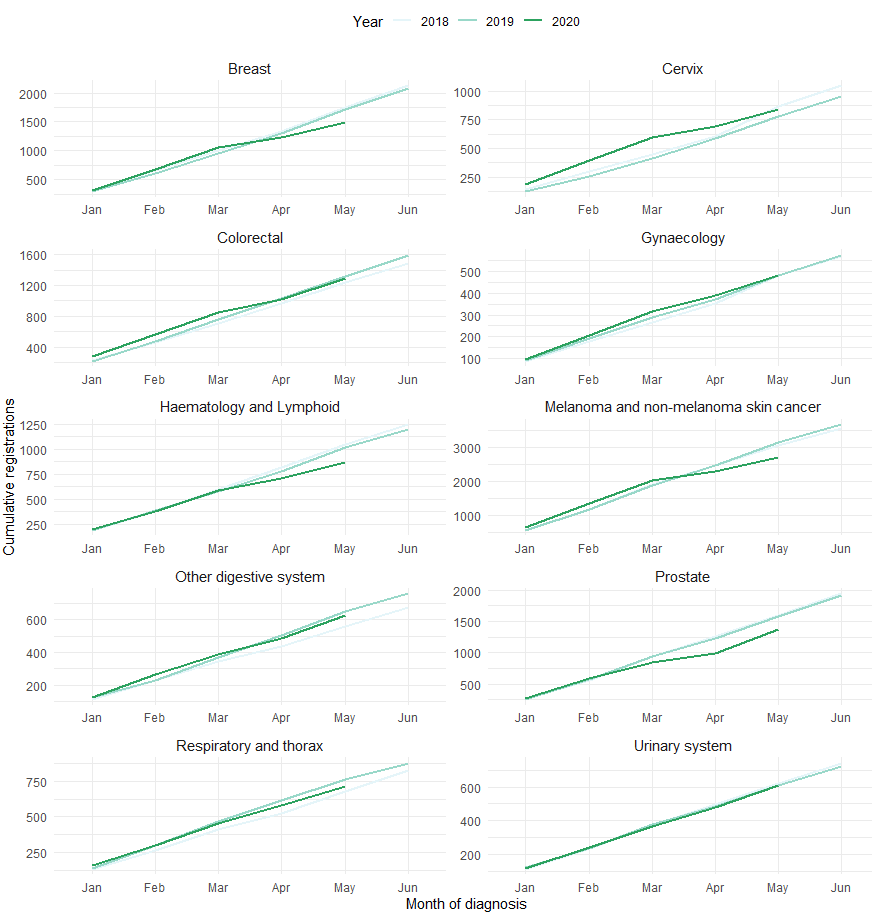 Year 2018 2019 2020
Breast
2000
1500
1000
500
Jan Feb Mar Apr May Jun
Cervix
1000
750
500
250
Jan Feb Mar Apr May Jun
Colorectal
1600
1200
800
400
Jan Feb Mar Apr May Jun
Gynaecology
500
400
300
200
100
Jan Feb Mar Apr May Jun
Cumulative registrations
Haematology and Lymphoid
1250
1000
750
500
250
Jan Feb Mar Apr May Jun
Melanoma and non-melanoma skin cancer
3000
2000
1000
Jan Feb Mar Apr May Jun
Other digestive system
600
400
200
Jan Feb Mar Apr May Jun
Prostate
2000
1500
1000
500
Jan Feb Mar Apr May Jun
Respiratory and thorax
750
500
250
Jan Feb Mar Apr May Jun
Urinary system
600
400
200
Jan Feb Mar Apr May Jun
Month of diagnosis